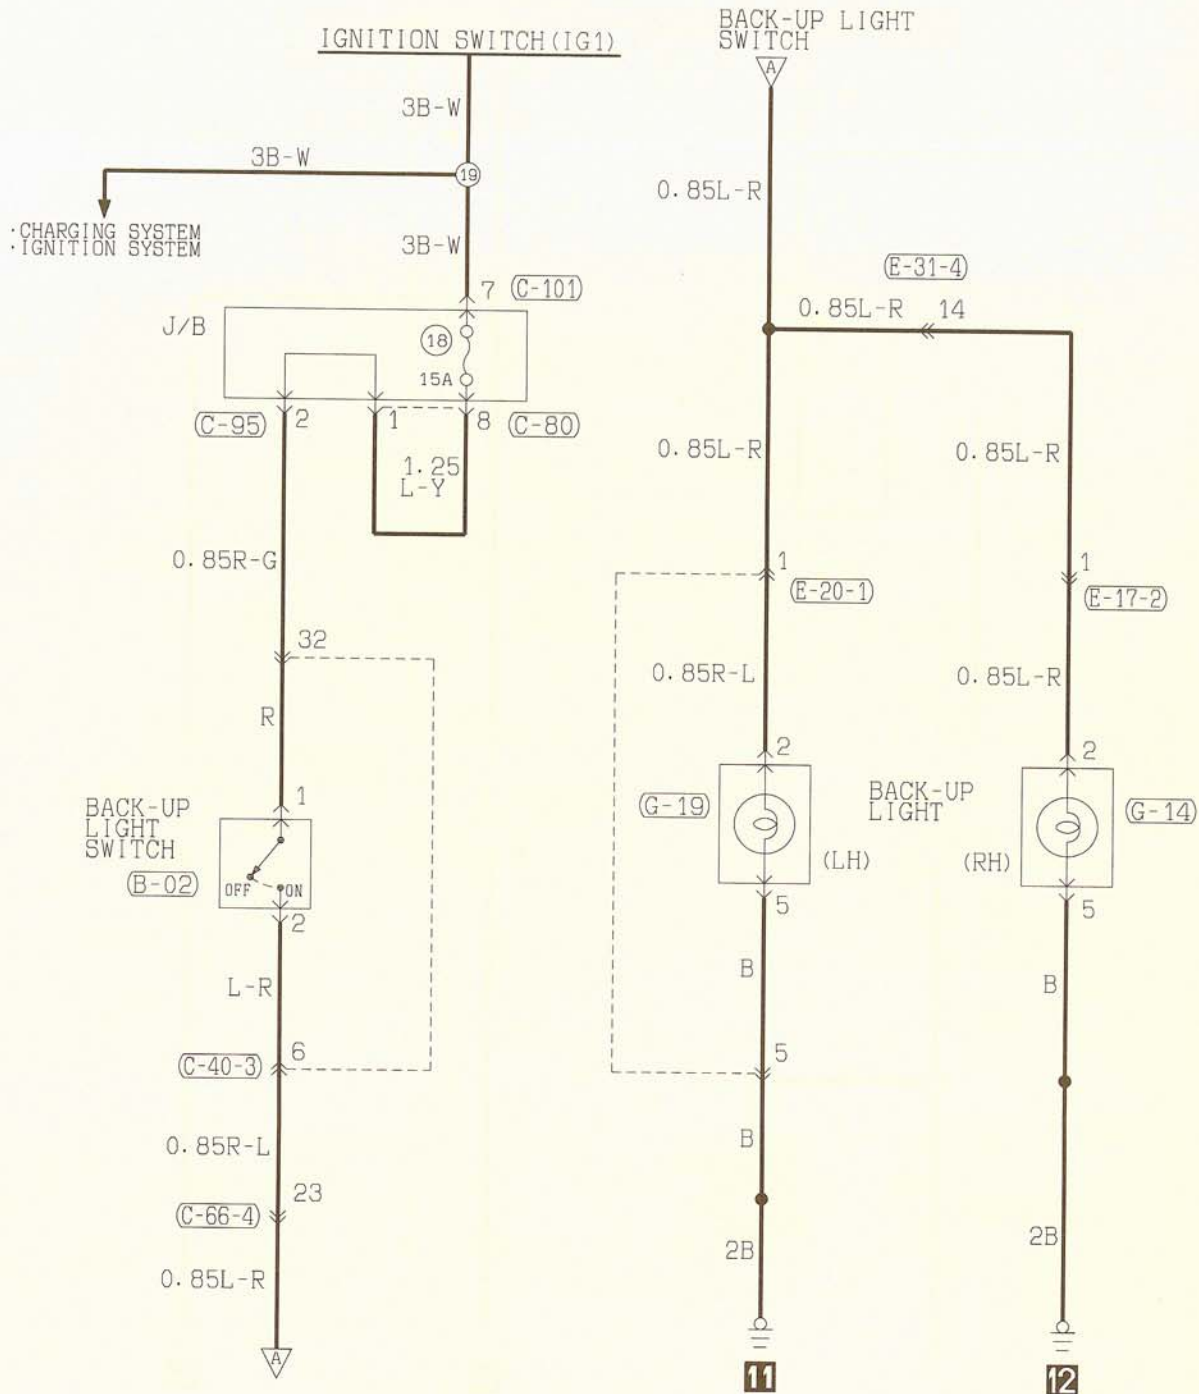 IGNITION SWITCH(IG1)
3B-W
3B-W
19
·CHARGING SYSTEM
·IGNITION SYSTEM
3B-W
7
C-101
J/B
18
15A
C-95
2
1
8
C-80
1.25
L-Y
0.85R-G
32
R
1
BACK-UP
LIGHT
SWITCH
B-02
OFF
ON
2
L-R
C-40-3
6
0.85R-L
23
C-66-4
0.85L-R
A
BACK-UP LIGHT
SWITCH
A
0.85L-R
E-31-4
0.85L-R
14
0.85L-R
0.85L-R
1
E-20-1
1
E-17-2
0.85R-L
0.85L-R
2
2
G-19
BACK-UP
LIGHT
G-14
(LH)
(RH)
5
5
B
B
5
B
2B
2B
11
12